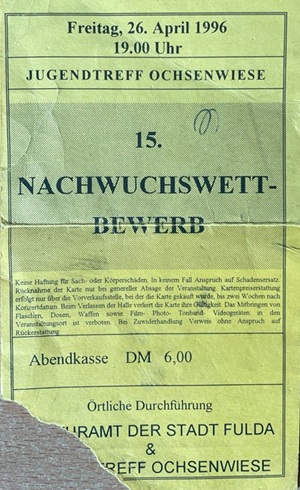 Freitag, 26. April 1996
19.00 Uhr
JUGENDTREFF OCHSENWIESE
15.
NACHWUCHSWETT-
BEWERB
Keine Haftung für Sach- oder Körperschäden. In keinem Fall Anspruch auf Schadensersatz.
Rücknahme der Karte nur bei genereller Absage der Veranstaltung. Kartenpreiserstattung
erfolgt nur über die Vorverkaufsstelle, bei der die Karte gekauft wurde, bis zwei Wochen nach
Konzertdatum. Beim Verlassen der Halle verliert die Karte ihre Gültigkeit. Das Mitbringen von
Flaschen, Dosen, Waffen sowie Film- Photo- Tonband- Videogeräten in den
Veranstaltungsort ist verboten. Bei Zuwiderhandlung Verweis ohne Anspruch auf
Rückerstattung.
Abendkasse DM 6,00
Örtliche Durchführung
URAMT DER STADT FULDA
&
TREFF OCHSENWIESE